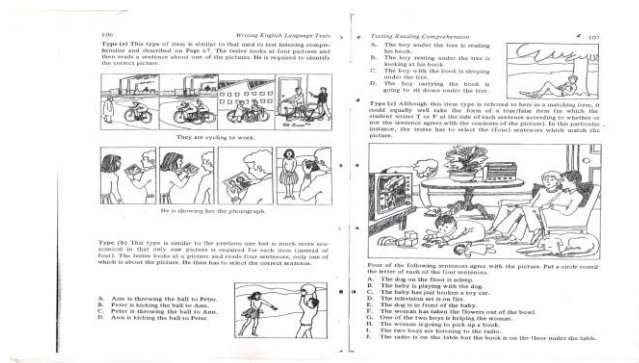 106 Writing English Language Tests
Type (a) This type of item is similar to that used to test listening compre-
hension and described on Page 67. The testee looks at four pictures and
then reads a sentence about one of the pictures. He is required to identify
the correct picture.
They are cycling to work.
He is showing her the photograph.
Type (b) This type is similar to the previous one but is much more eco-
nomical in that only one picture is required for each item (instead of
four). The testee looks at a picture and reads four sentences, only one of
which is about the picture. He then has to select the correct sentence.
A. Ann is throwing the ball to Peter.
B. Peter is kicking the ball to Ann.
C. Peter is throwing the ball to Ann.
D. Ann is kicking the ball to Peter.
Testing Reading Comprehension 107
A. The boy under the tree is reading
his book.
B. The boy resting under the tree is
looking at his book.
C. The boy with the book is sleeping
under the tree.
D. The boy carrying the book is
going to sit down under the tree.
Type (c) Although this item type is referred to here as a matching item, it
could equally well take the form of a true/false item (in which the
student writes T or F at the side of each sentence according to whether or
not the sentence agrees with the contents of the picture). In this particular
instance, the testee has to select the (four) sentences which match the
picture.
Four of the following sentences agree with the picture. Put a circle round
the letter of each of the four sentences.
A. The dog on the floor is asleep.
B. The baby is playing with the dog.
C. The baby has just broken a toy car.
D. The television set is on fire.
E. The dog is in front of the baby.
F. The woman has taken the flowers out of the bowl.
G. One of the two boys is helping the woman.
H. The woman is going to pick up a book.
I. The two boys are listening to the radio.
J. The radio is on the table but the book is on the floor under the table.